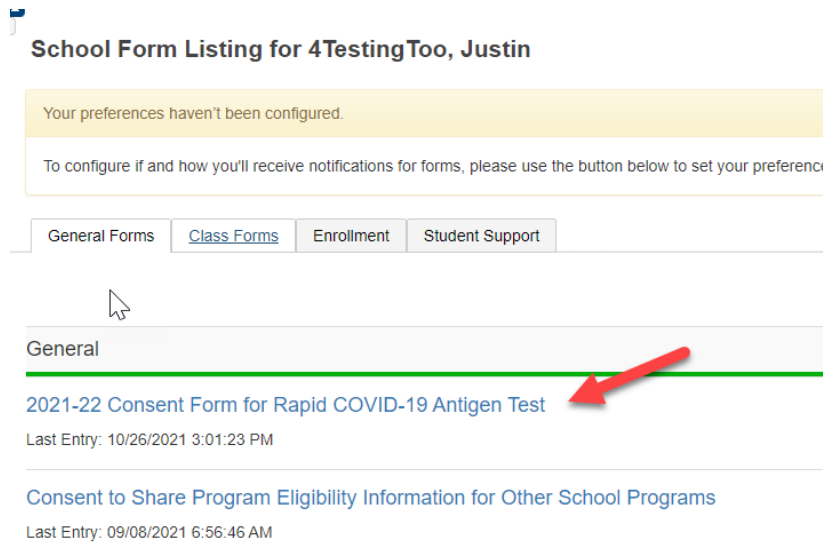 School Form Listing for 4TestingToo, Justin
Your preferences haven't been configured.
To configure if and how you'll receive notifications for forms, please use the button below to set your preference
General Forms Class Forms Enrollment Student Support
General
2021-22 Consent Form for Rapid COVID-19 Antigen Test
Last Entry: 10/26/2021 3:01:23 PM
Consent to Share Program Eligibility Information for Other School Programs
Last Entry: 09/08/2021 6:56:46 AM